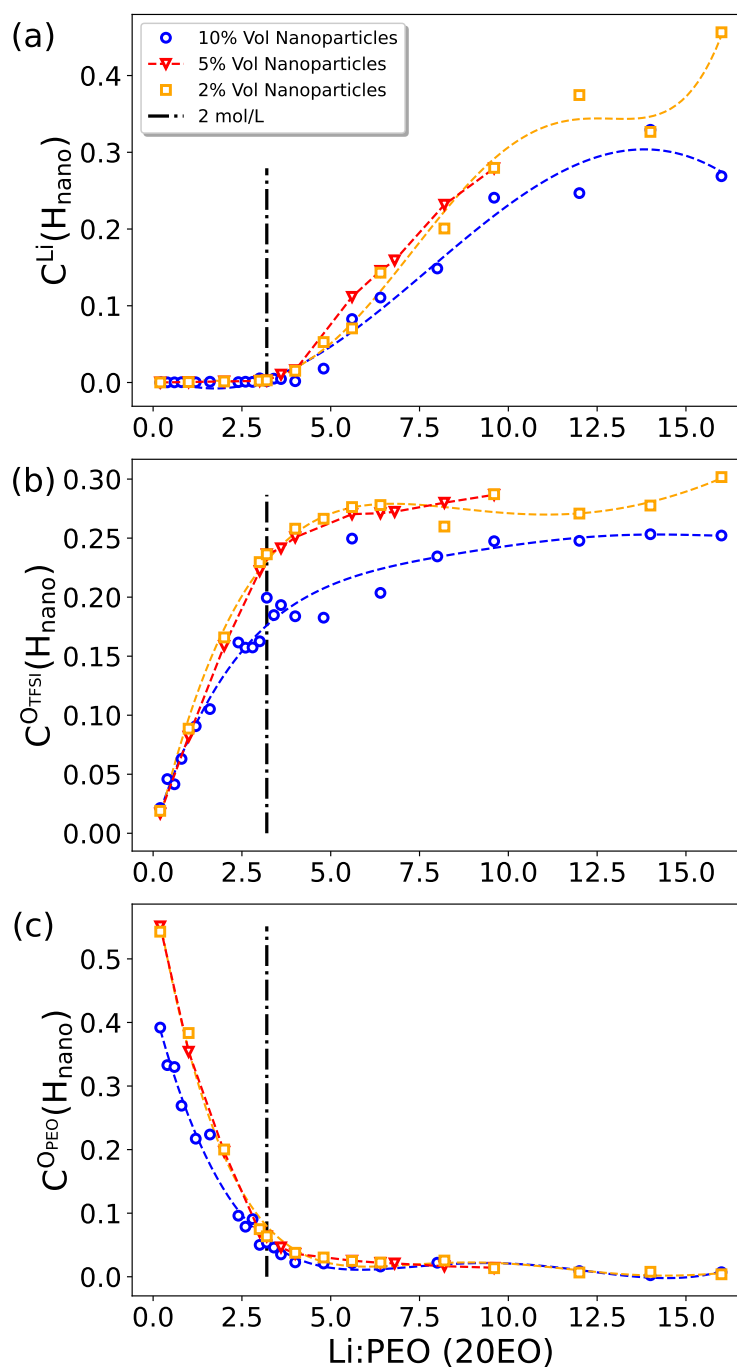 (a)
10% Vol Nanoparticles
5% Vol Nanoparticles
2% Vol Nanoparticles
2 mol/L
C^Li(H_nano)
0.4
0.3
0.2
0.1
0.0
0.0 2.5 5.0 7.5 10.0 12.5 15.0
(b)
C^O_TFSI(H_nano)
0.30
0.25
0.20
0.15
0.10
0.05
0.00
0.0 2.5 5.0 7.5 10.0 12.5 15.0
(c)
C^O_PEO(H_nano)
0.5
0.4
0.3
0.2
0.1
0.0
0.0 2.5 5.0 7.5 10.0 12.5 15.0
Li:PEO (20EO)